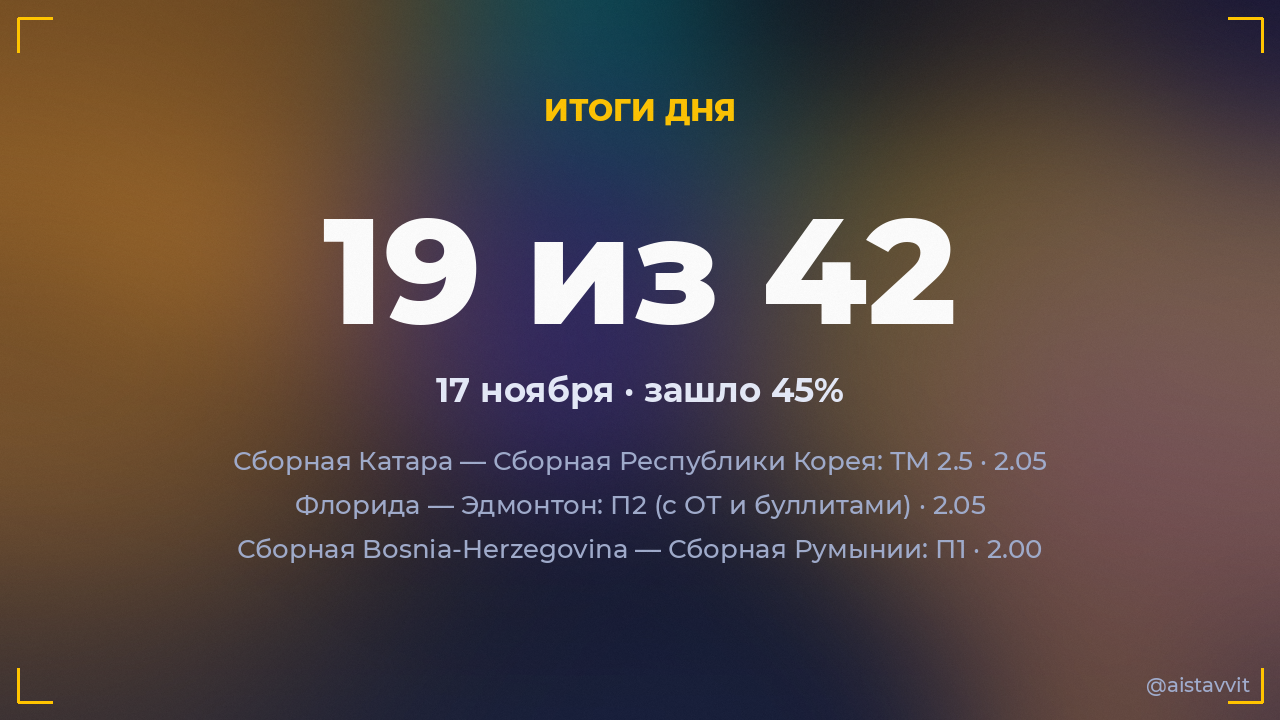 ИТОГИ ДНЯ
19 из 42
17 ноября · зашло 45%
Сборная Катара — Сборная Республики Корея: ТМ 2.5 · 2.05
Флорида — Эдмонтон: П2 (с ОТ и буллитами) · 2.05
Сборная Bosnia-Herzegovina — Сборная Румынии: П1 · 2.00
@aistavvit